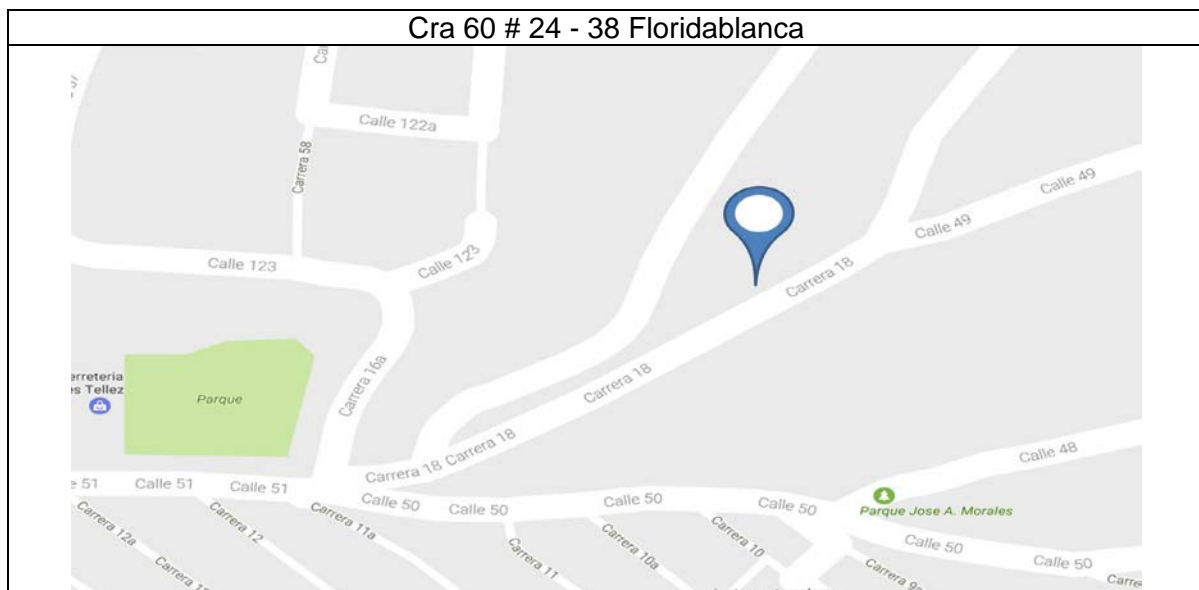 Cra 60 # 24 - 38 Floridablanca
Calle 122a
Carrera 58
Calle 49
Calle 49
Calle 123
Calle 123
Carrera 18
erreteria
s Tellez
Parque
Carrera 16a
Carrera 18
Carrera 18
Carrera 18
Calle 48
51
Calle 51
Calle 51
Calle 50
Calle 50
Calle 50
Calle 50
Parque Jose A. Morales
Calle 50
Calle 50
Carrera 12a
Carrera 12
Carrera 11a
Carrera 11
Carrera 10a
Carrera 10